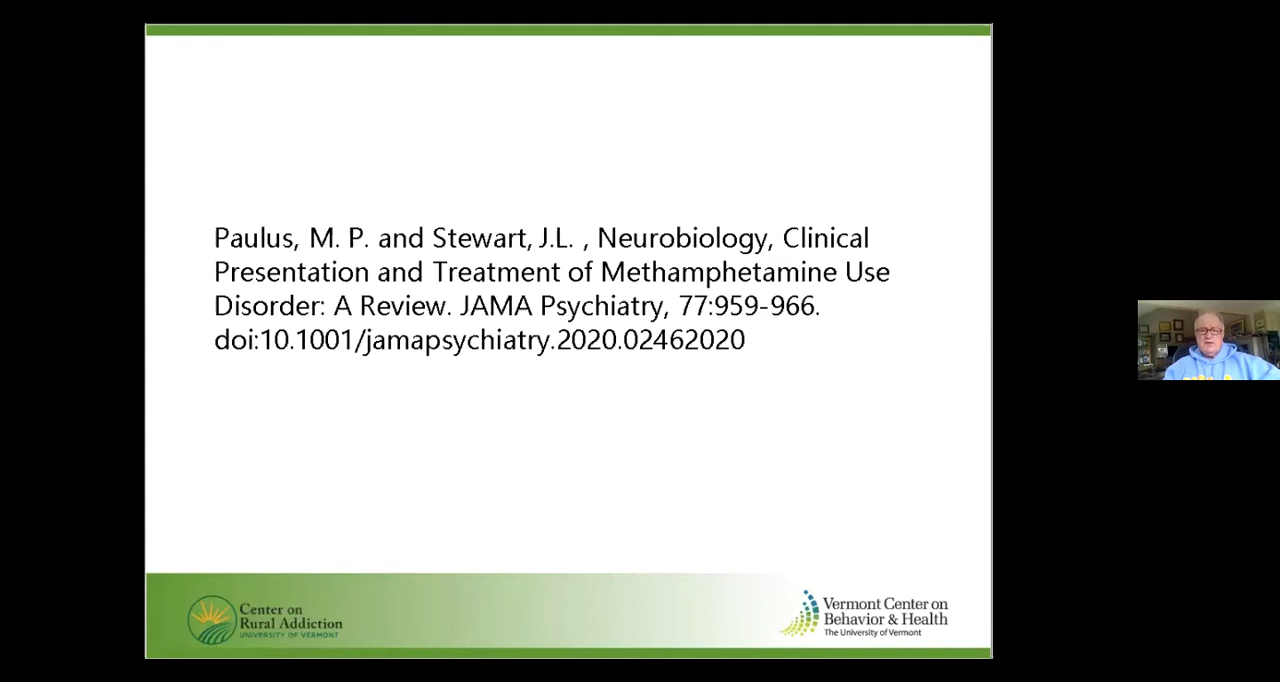 Paulus, M. P. and Stewart, J.L. , Neurobiology, Clinical
Presentation and Treatment of Methamphetamine Use
Disorder: A Review. JAMA Psychiatry, 77:959-966.
doi:10.1001/jamapsychiatry.2020.02462020
Center on
Rural Addiction
UNIVERSITY OF VERMONT
Vermont Center on
Behavior & Health
The University of Vermont